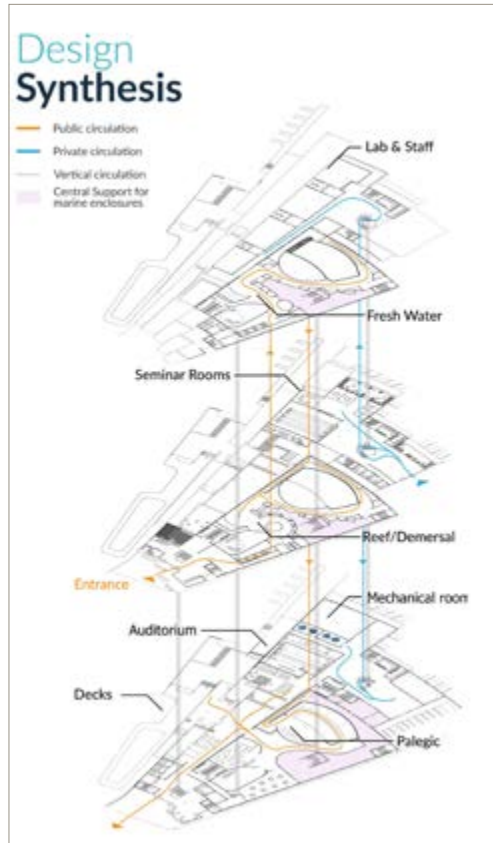 Design
Synthesis
Public circulation
Private circulation
Vertical circulation
Central Support for
marine enclosures
Lab & Staff
Fresh Water
Seminar Rooms
Reef/Demersal
Entrance
Mechanical room
Auditorium
Decks
Palegic